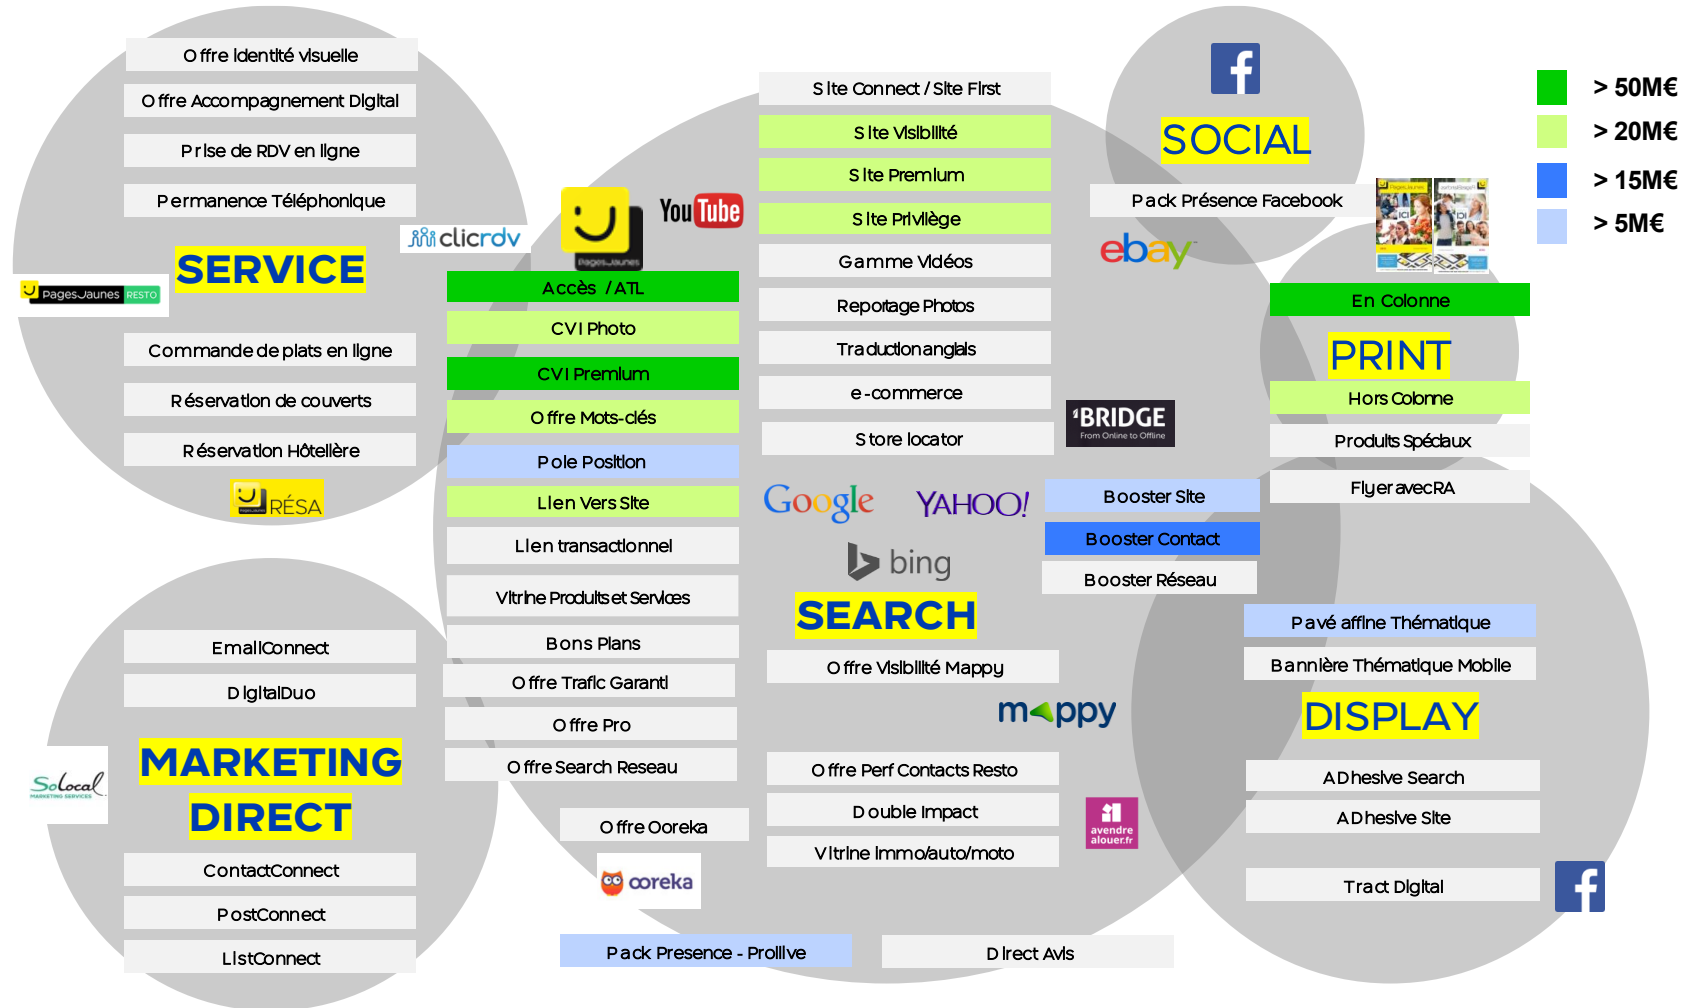 Offre identité visuelle
Offre Accompagnement Digital
Prise de RDV en ligne
Permanence Téléphonique
clicrdv
SERVICE
PagesJaunes RESTO
Commande de plats en ligne
Réservation de couverts
Réservation Hôtelière
PagesJaunes
RÉSA
EmailConnect
DigitalDuo
MARKETING
DIRECT
SoLocal
MARKETING SERVICES
ContactConnect
PostConnect
ListConnect
PagesJaunes
YouTube
Accès / ATL
CVI Photo
CVI Premium
Offre Mots-clés
Pole Position
Lien Vers Site
Lien transactionnel
Vitrine Produits et Services
Bons Plans
Offre Trafic Garanti
Offre Pro
Offre Search Reseau
Offre Ooreka
ooreka
Pack Presence - Prolilve
Site Connect / Site First
Site Visibilité
Site Premium
Site Privilège
Gamme Vidéos
Reportage Photos
Traduction anglais
e-commerce
Store locator
BRIDGE
From Online to Offline
Google
YAHOO!
bing
SEARCH
Booster Site
Booster Contact
Booster Réseau
Offre Visibilité Mappy
mappy
Offre Perf Contacts Resto
Double Impact
Vitrine immo/auto/moto
avendre
alouer.fr
Direct Avis
f
SOCIAL
Pack Présence Facebook
ebay
PagesJaunes
ICI
En Colonne
PRINT
Hors Colonne
Produits Spéciaux
Flyer avec RA
Pavé affine Thématique
Bannière Thématique Mobile
DISPLAY
ADhesive Search
ADhesive Site
Tract Digital
f
> 50M€
> 20M€
> 15M€
> 5M€